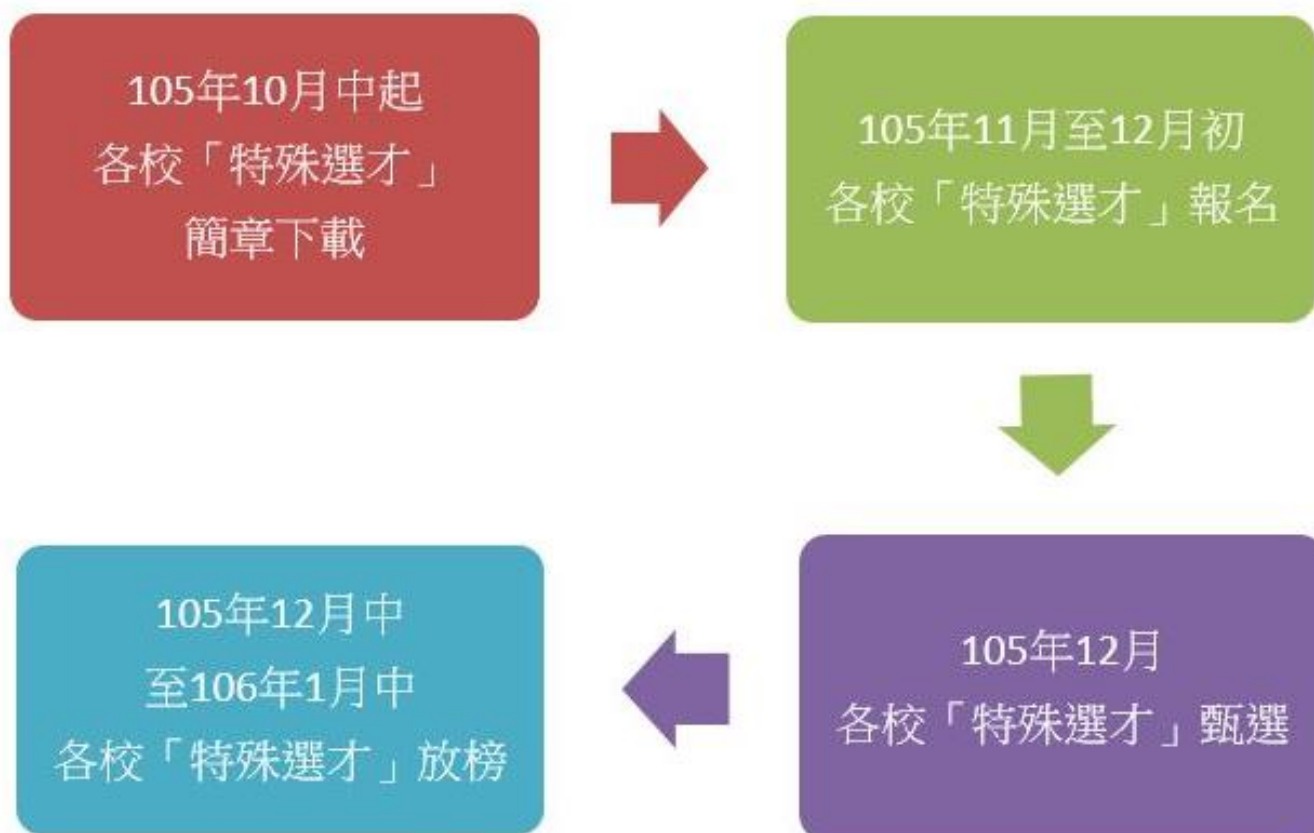 105年10月中起
各校「特殊選才」
簡章下載
105年11月至12月初
各校「特殊選才」報名
105年12月
各校「特殊選才」甄選
105年12月中
至106年1月中
各校「特殊選才」放榜